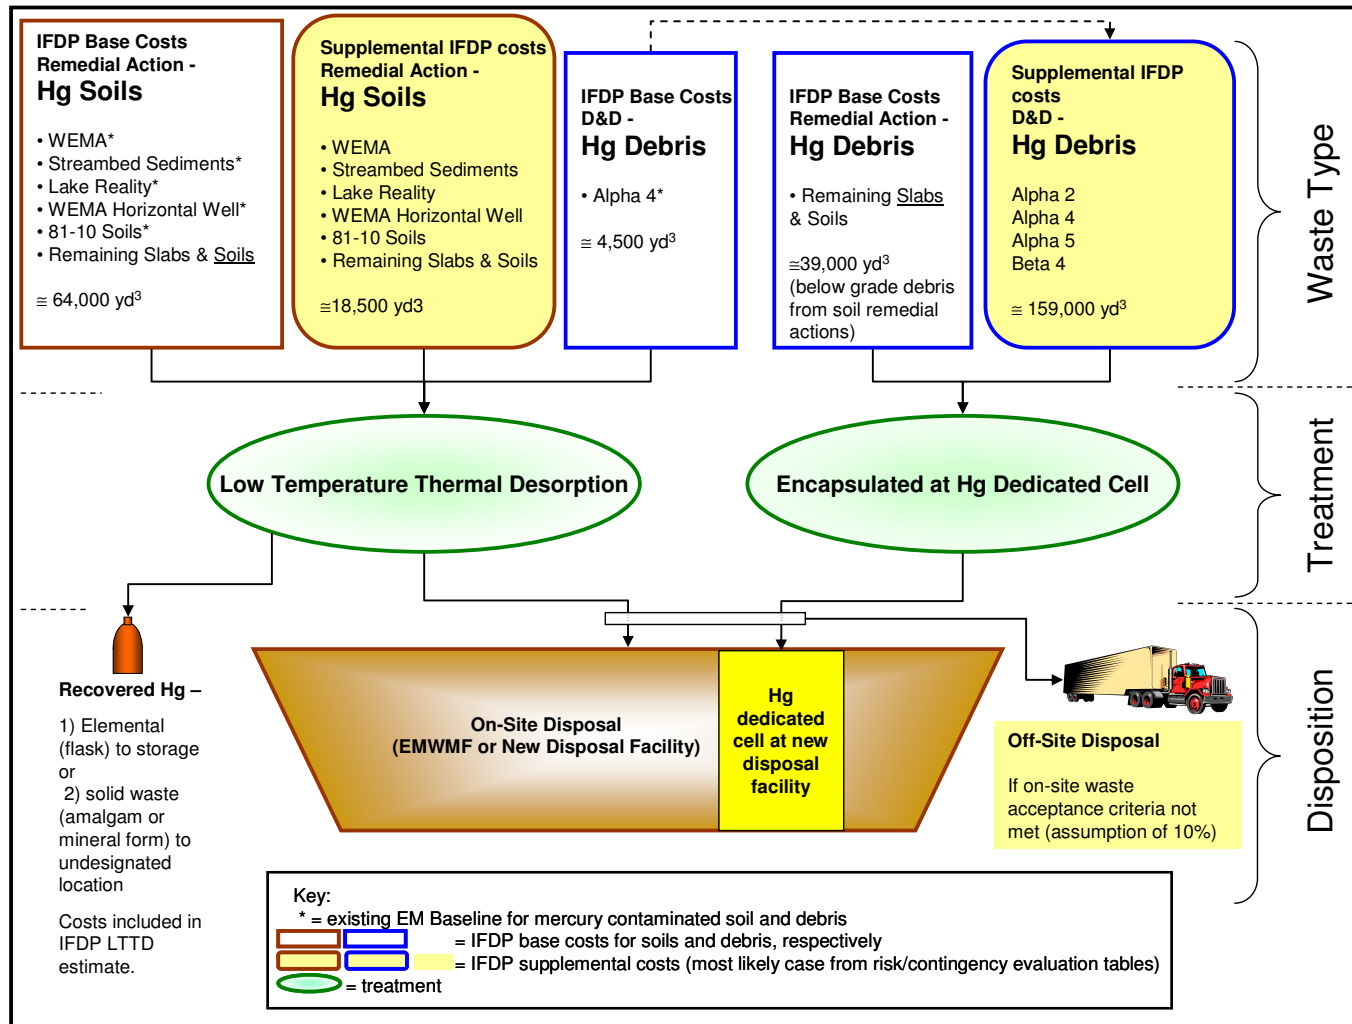 IFDP Base Costs
Remedial Action -
Hg Soils
• WEMA*
• Streambed Sediments*
• Lake Reality*
• WEMA Horizontal Well*
• 81-10 Soils*
• Remaining Slabs & Soils
≅ 64,000 yd³
Supplemental IFDP costs
Remedial Action -
Hg Soils
• WEMA
• Streambed Sediments
• Lake Reality
• WEMA Horizontal Well
• 81-10 Soils
• Remaining Slabs & Soils
≅18,500 yd3
IFDP Base Costs
D&D -
Hg Debris
• Alpha 4*
≅ 4,500 yd³
IFDP Base Costs
Remedial Action -
Hg Debris
• Remaining Slabs
& Soils
≅39,000 yd³
(below grade debris
from soil remedial
actions)
Supplemental IFDP
costs
D&D -
Hg Debris
Alpha 2
Alpha 4
Alpha 5
Beta 4
≅ 159,000 yd³
Waste Type
Low Temperature Thermal Desorption
Encapsulated at Hg Dedicated Cell
Treatment
Recovered Hg –
1) Elemental
(flask) to storage
or
2) solid waste
(amalgam or
mineral form) to
undesignated
location
Costs included in
IFDP LTTD
estimate.
On-Site Disposal
(EMWMF or New Disposal Facility)
Hg
dedicated
cell at new
disposal
facility
Off-Site Disposal
If on-site waste
acceptance criteria not
met (assumption of 10%)
Disposition
Key:
* = existing EM Baseline for mercury contaminated soil and debris
= IFDP base costs for soils and debris, respectively
= IFDP supplemental costs (most likely case from risk/contingency evaluation tables)
= treatment